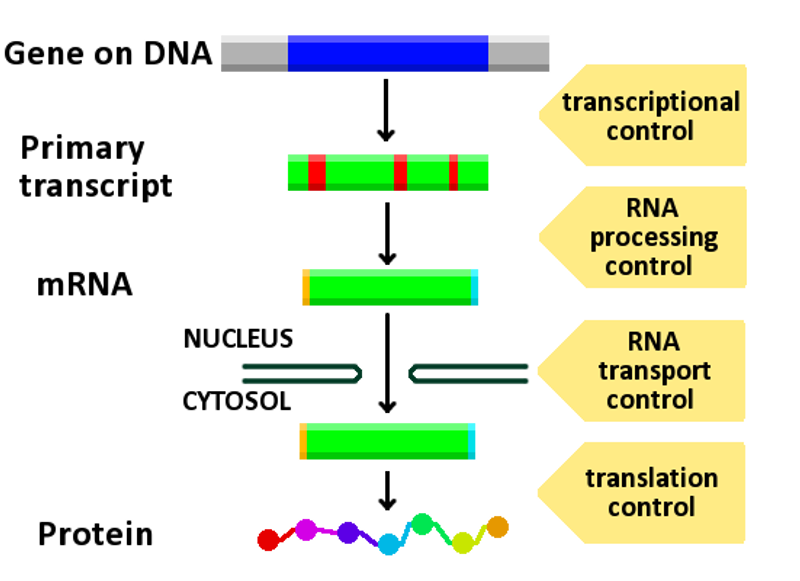 Gene on DNA
transcriptional
control
Primary
transcript
RNA
processing
control
mRNA
NUCLEUS
RNA
transport
control
CYTOSOL
translation
control
Protein